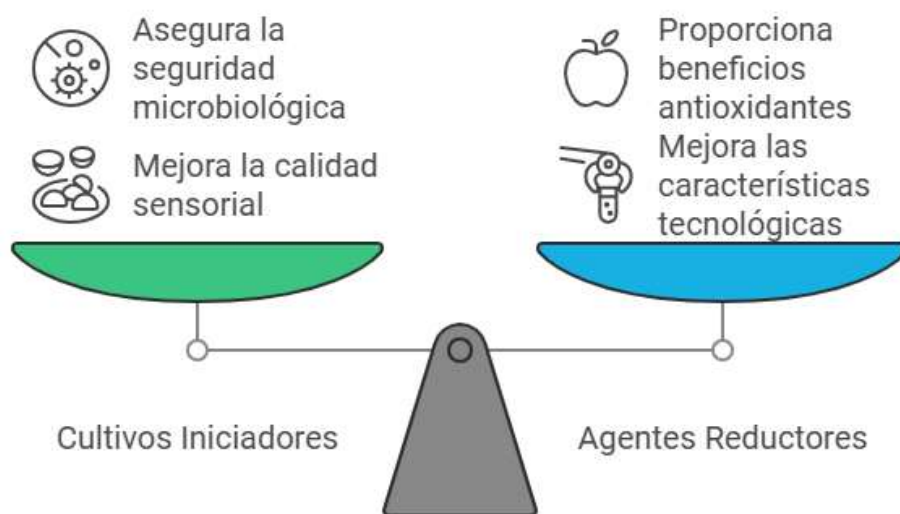 Asegura la
seguridad
microbiológica
Mejora la calidad
sensorial
Cultivos Iniciadores
Proporciona
beneficios
antioxidantes
Mejora las
características
tecnológicas
Agentes Reductores